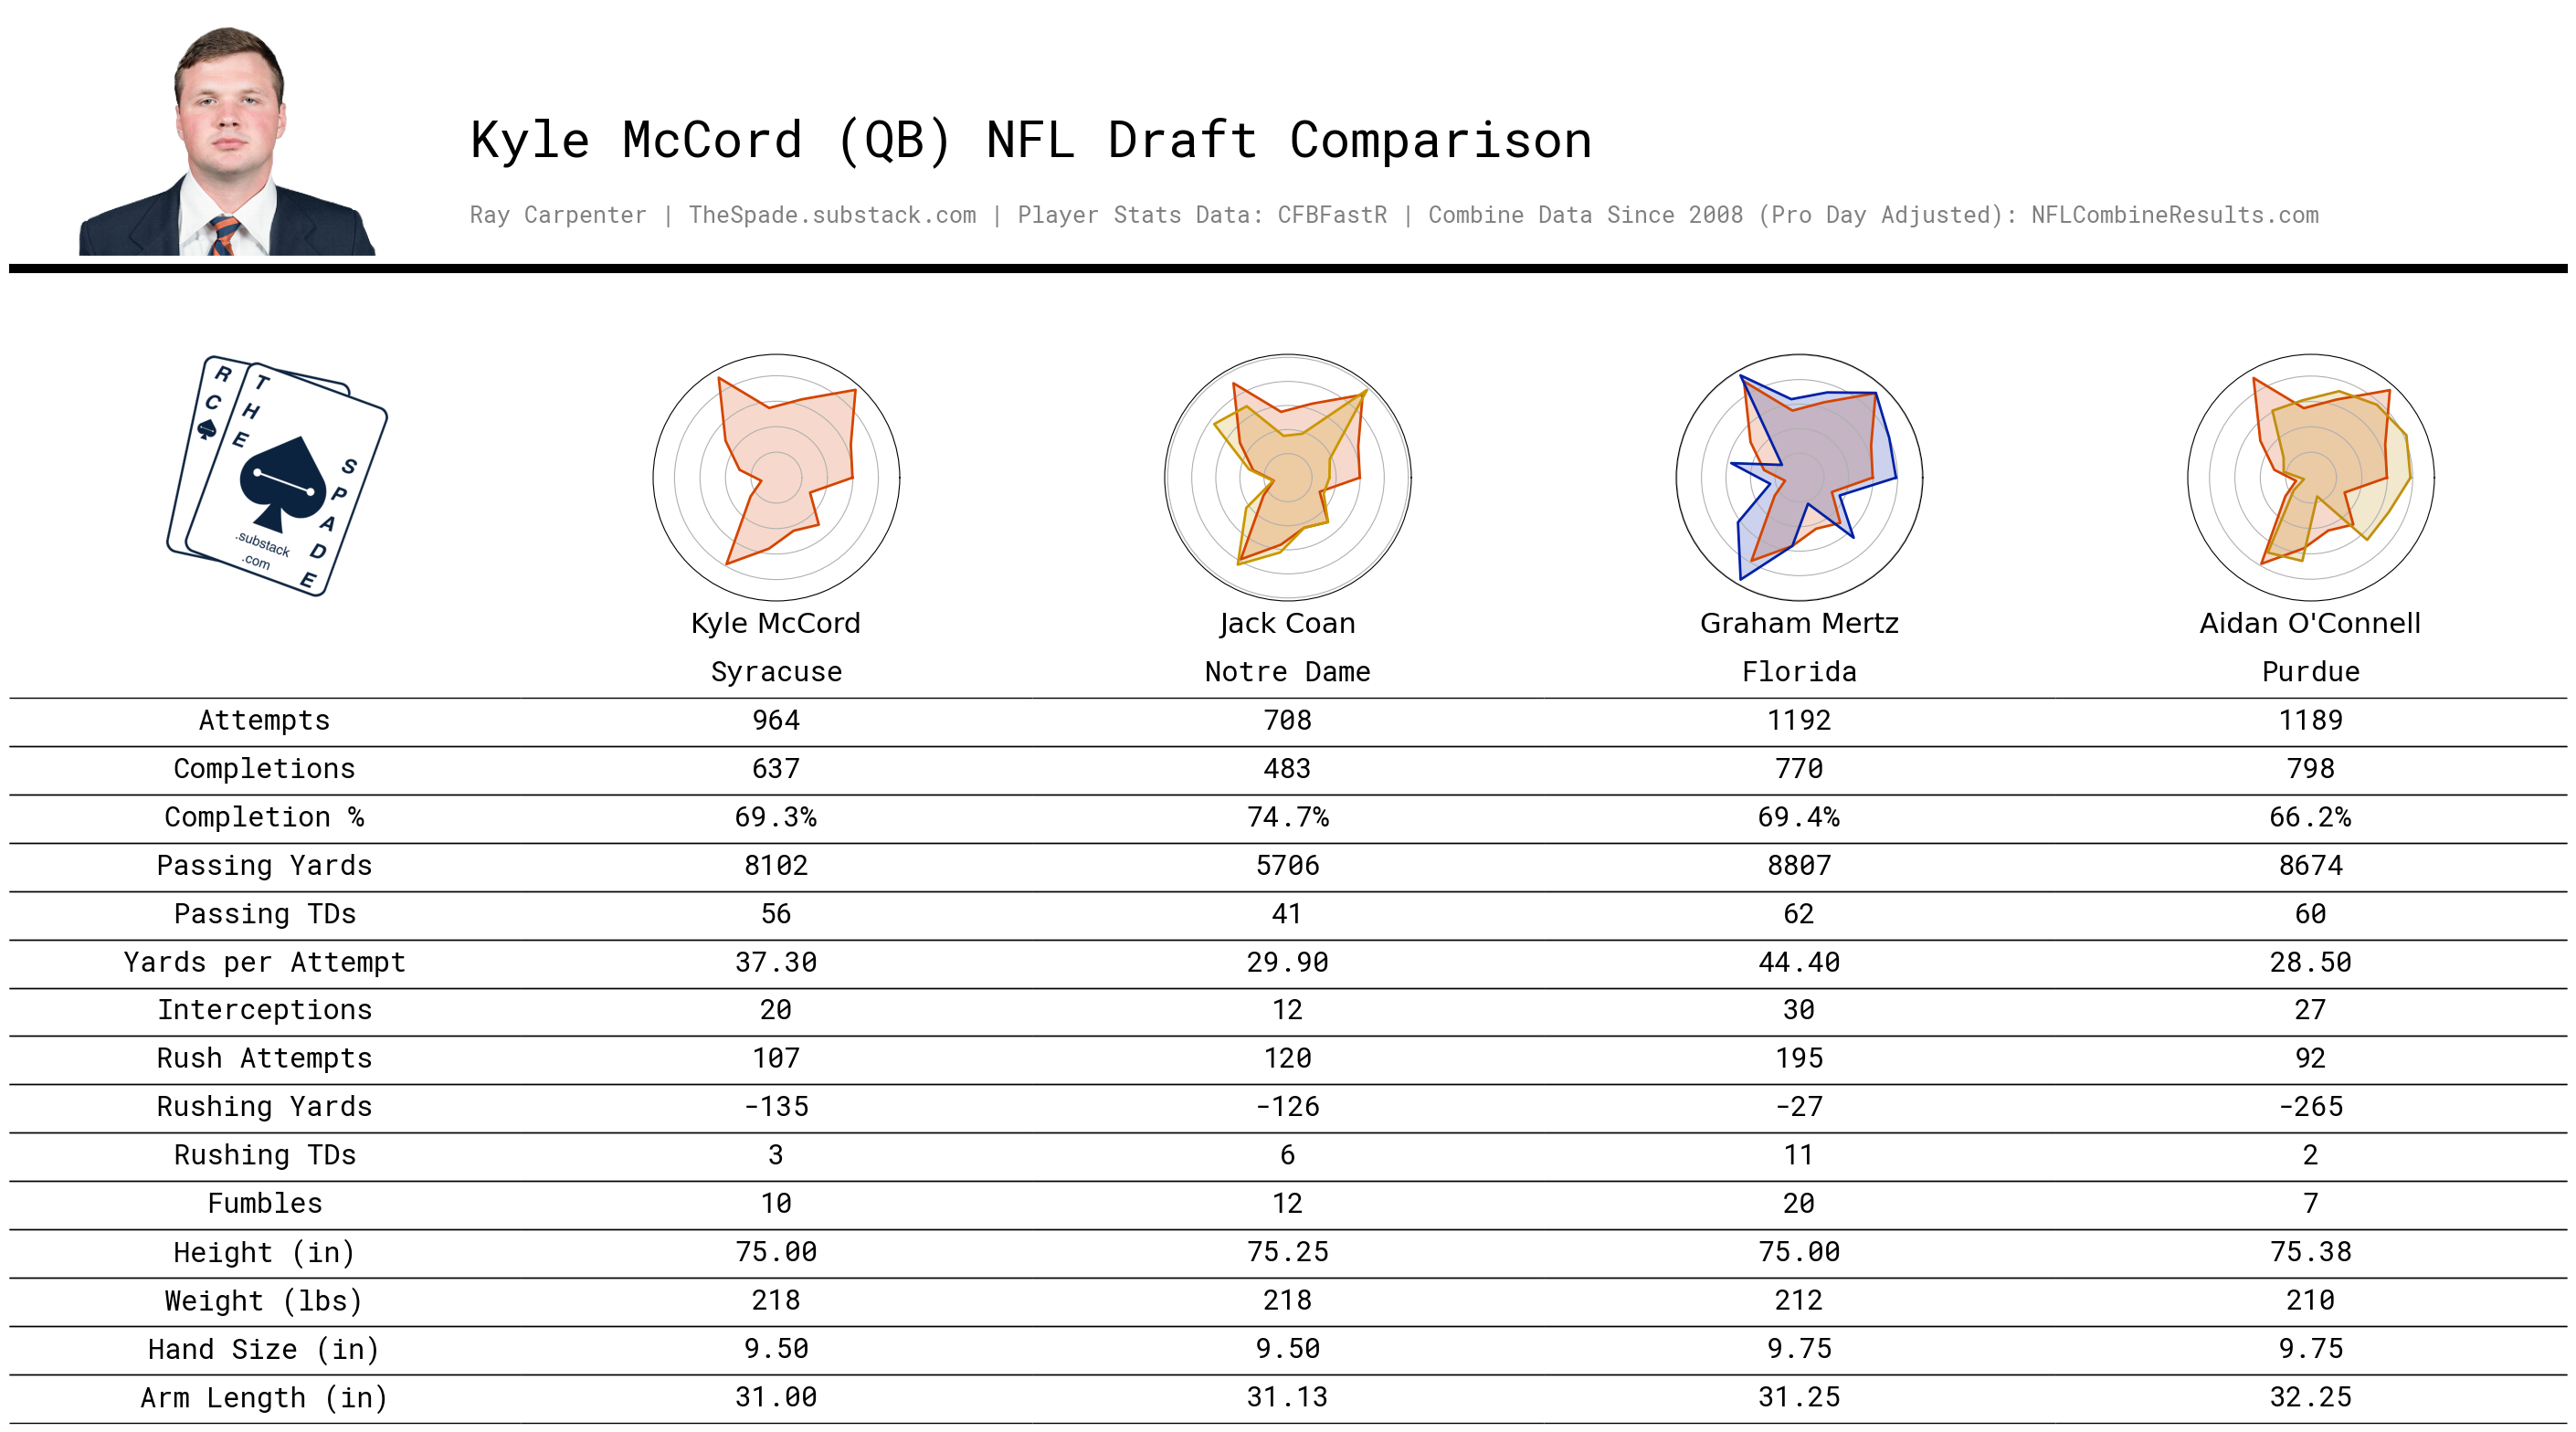 Kyle McCord (QB) NFL Draft Comparison
Ray Carpenter | TheSpade.substack.com | Player Stats Data: CFBFastR | Combine Data Since 2008 (Pro Day Adjusted): NFLCombineResults.com
R C
THE SPADE
.substack
.com
Kyle McCord Jack Coan Graham Mertz Aidan O'Connell
Syracuse Notre Dame Florida Purdue
Attempts 964 708 1192 1189
Completions 637 483 770 798
Completion % 69.3% 74.7% 69.4% 66.2%
Passing Yards 8102 5706 8807 8674
Passing TDs 56 41 62 60
Yards per Attempt 37.30 29.90 44.40 28.50
Interceptions 20 12 30 27
Rush Attempts 107 120 195 92
Rushing Yards -135 -126 -27 -265
Rushing TDs 3 6 11 2
Fumbles 10 12 20 7
Height (in) 75.00 75.25 75.00 75.38
Weight (lbs) 218 218 212 210
Hand Size (in) 9.50 9.50 9.75 9.75
Arm Length (in) 31.00 31.13 31.25 32.25